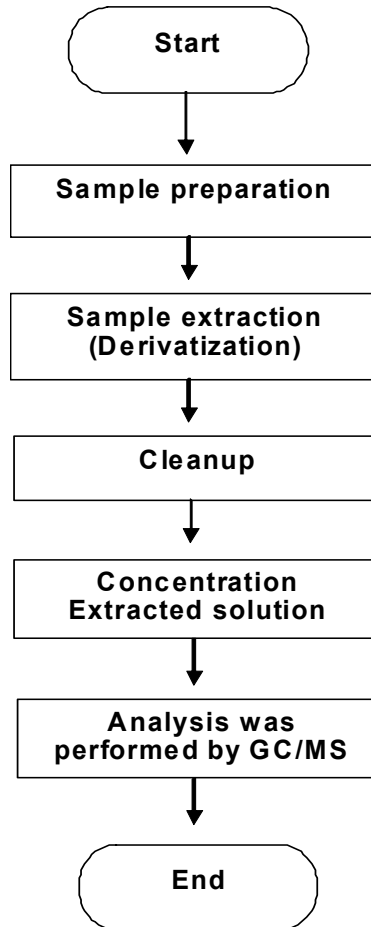 Start
Sample preparation
Sample extraction
(Derivatization)
Cleanup
Concentration
Extracted solution
Analysis was
performed by GC/MS
End